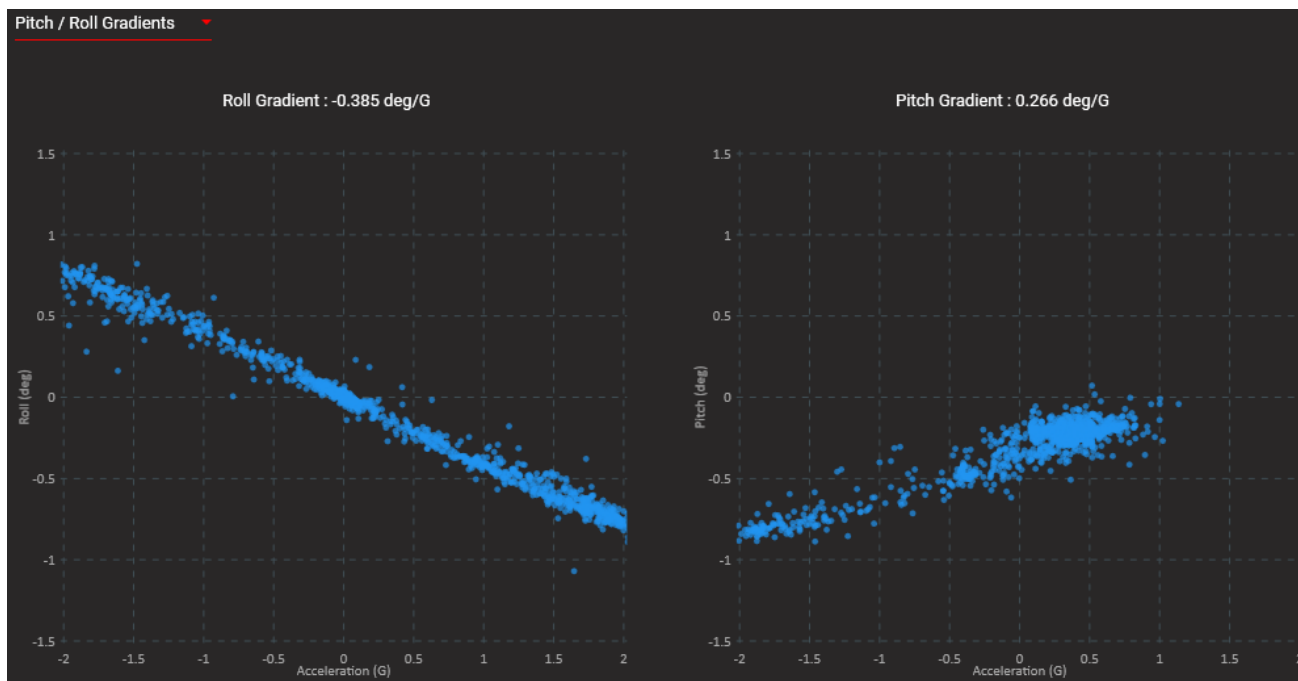 Pitch / Roll Gradients
Roll Gradient : -0.385 deg/G
1.5
1
0.5
0
-0.5
-1
-1.5
Roll (deg)
-2 -1.5 -1 -0.5 0 0.5 1 1.5 2
Acceleration (G)
Pitch Gradient : 0.266 deg/G
1.5
1
0.5
0
-0.5
-1
-1.5
Pitch (deg)
-2 -1.5 -1 -0.5 0 0.5 1 1.5 2
Acceleration (G)